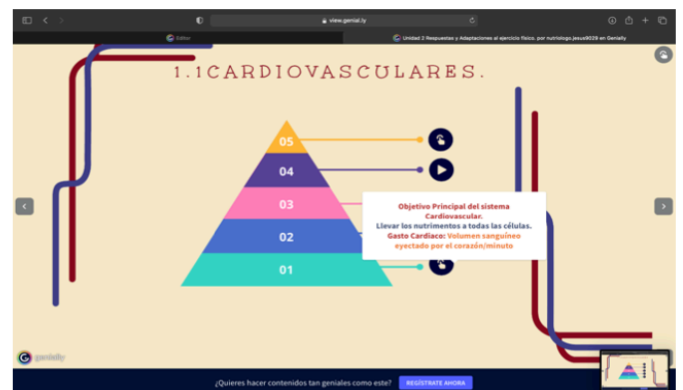 view.genial.ly
Editor
Unidad 2 Respuestas y Adaptaciones al ejercicio físico. por nutriologo.jesus9029 en Genially
1.1CARDIOVASCULARES.
05
04
03
02
01
Objetivo Principal del sistema
Cardiovascular.
Llevar los nutrimentos a todas las células.
Gasto Cardiaco: Volumen sanguíneo
eyectado por el corazón/minuto
genially
¿Quieres hacer contenidos tan geniales como este?
REGÍSTRATE AHORA